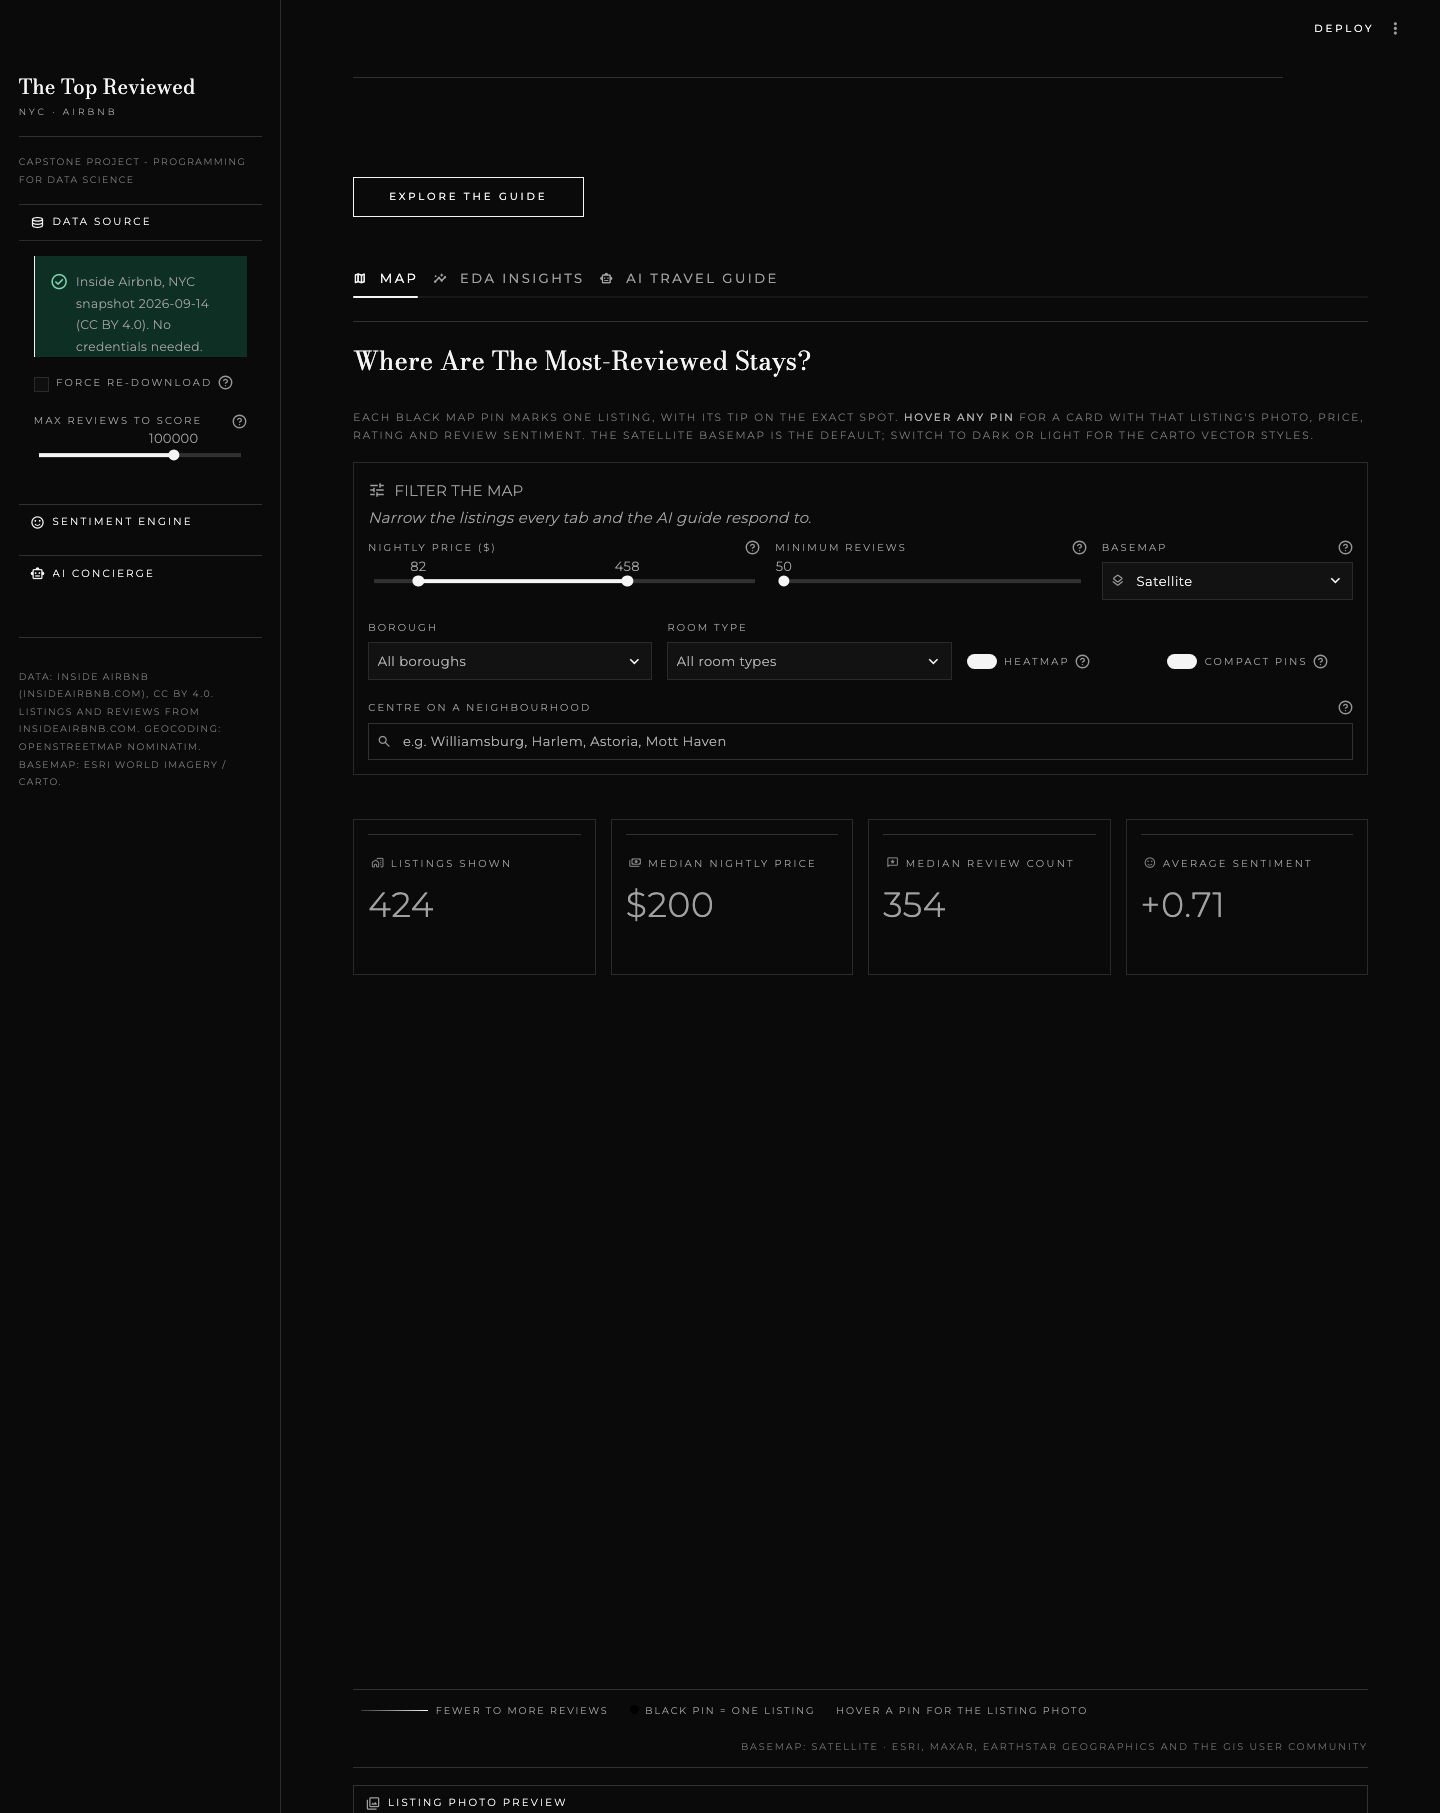 DEPLOY
The Top Reviewed
NYC · AIRBNB
CAPSTONE PROJECT - PROGRAMMING
FOR DATA SCIENCE
DATA SOURCE
Inside Airbnb, NYC
snapshot 2026-09-14
(CC BY 4.0). No
credentials needed.
FORCE RE-DOWNLOAD
MAX REVIEWS TO SCORE
100000
SENTIMENT ENGINE
AI CONCIERGE
DATA: INSIDE AIRBNB
(INSIDEAIRBNB.COM), CC BY 4.0.
LISTINGS AND REVIEWS FROM
INSIDEAIRBNB.COM. GEOCODING:
OPENSTREETMAP NOMINATIM.
BASEMAP: ESRI WORLD IMAGERY /
CARTO.
EXPLORE THE GUIDE
MAP EDA INSIGHTS AI TRAVEL GUIDE
Where Are The Most-Reviewed Stays?
EACH BLACK MAP PIN MARKS ONE LISTING, WITH ITS TIP ON THE EXACT SPOT. HOVER ANY PIN FOR A CARD WITH THAT LISTING'S PHOTO, PRICE,
RATING AND REVIEW SENTIMENT. THE SATELLITE BASEMAP IS THE DEFAULT; SWITCH TO DARK OR LIGHT FOR THE CARTO VECTOR STYLES.
FILTER THE MAP
Narrow the listings every tab and the AI guide respond to.
NIGHTLY PRICE ($) MINIMUM REVIEWS BASEMAP
82 458 50
Satellite
BOROUGH ROOM TYPE
All boroughs All room types HEATMAP COMPACT PINS
CENTRE ON A NEIGHBOURHOOD
e.g. Williamsburg, Harlem, Astoria, Mott Haven
LISTINGS SHOWN MEDIAN NIGHTLY PRICE MEDIAN REVIEW COUNT AVERAGE SENTIMENT
424 $200 354 +0.71
FEWER TO MORE REVIEWS BLACK PIN = ONE LISTING HOVER A PIN FOR THE LISTING PHOTO
BASEMAP: SATELLITE · ESRI, MAXAR, EARTHSTAR GEOGRAPHICS AND THE GIS USER COMMUNITY
LISTING PHOTO PREVIEW